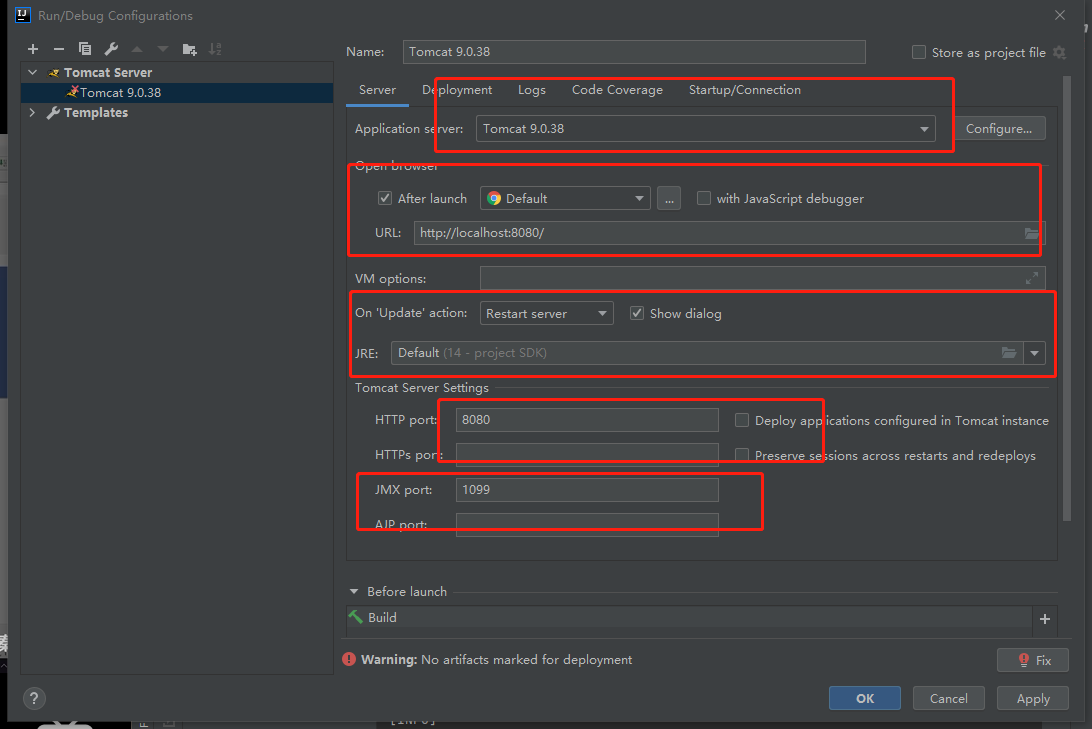 Run/Debug Configurations
Tomcat Server
Tomcat 9.0.38
Templates
Name: Tomcat 9.0.38 Store as project file
Server Deployment Logs Code Coverage Startup/Connection
Application server: Tomcat 9.0.38 Configure...
Open browser
After launch Default ... with JavaScript debugger
URL: http://localhost:8080/
VM options:
On 'Update' action: Restart server Show dialog
JRE: Default (14 - project SDK)
Tomcat Server Settings
HTTP port: 8080 Deploy applications configured in Tomcat instance
HTTPs port: Preserve sessions across restarts and redeploys
JMX port: 1099
AJP port:
Before launch
Build
Warning: No artifacts marked for deployment Fix
? OK Cancel Apply
[INFO]